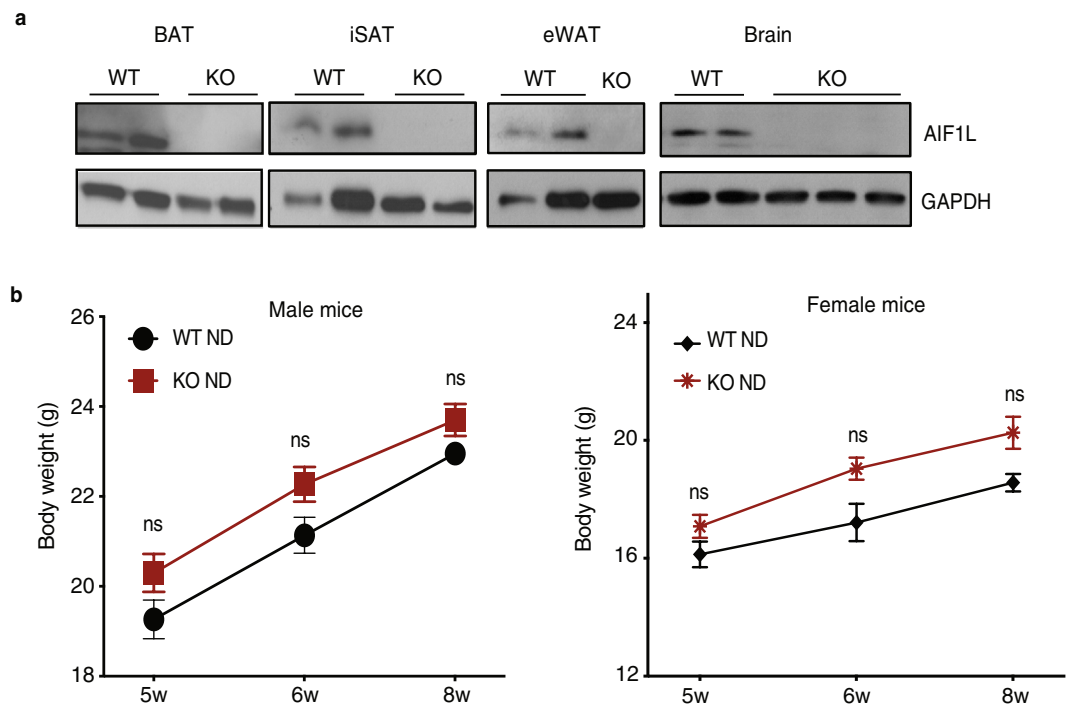 a
BAT iSAT eWAT Brain
WT KO WT KO WT KO WT KO
AIF1L
GAPDH
b
Male mice
Body weight (g)
26
24
22
20
18
WT ND
KO ND
ns
ns
ns
5w 6w 8w
Female mice
Body weight (g)
24
20
16
12
WT ND
KO ND
ns
ns
ns
5w 6w 8w